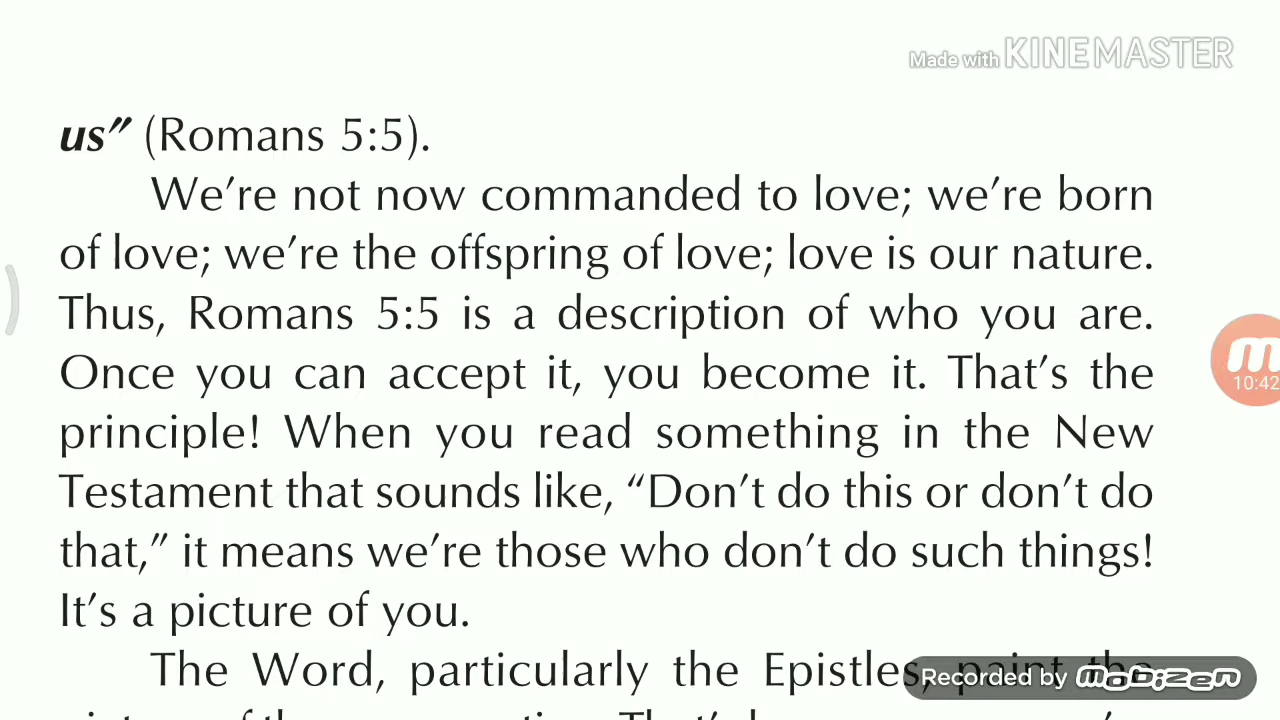 Made with KINEMASTER
us” (Romans 5:5).
We’re not now commanded to love; we’re born
of love; we’re the offspring of love; love is our nature.
Thus, Romans 5:5 is a description of who you are.
Once you can accept it, you become it. That’s the
principle! When you read something in the New
Testament that sounds like, “Don’t do this or don’t do
that,” it means we’re those who don’t do such things!
It’s a picture of you.
10:42
The Word, particularly the Epistles, paint the
Recorded by mobizen